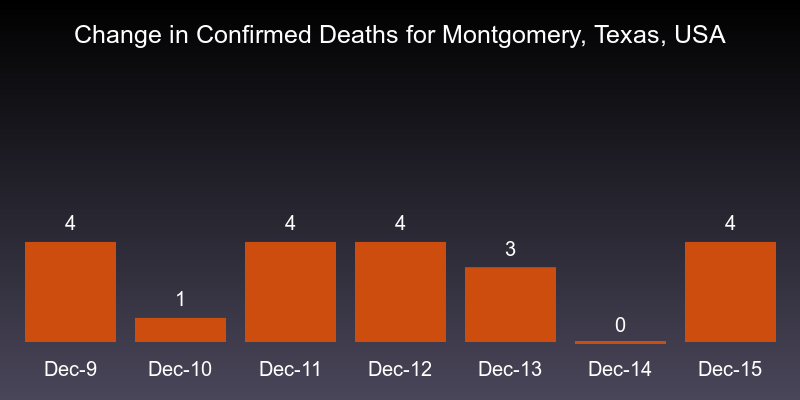 Change in Confirmed Deaths for Montgomery, Texas, USA
4 1 4 4 3 0 4
Dec-9 Dec-10 Dec-11 Dec-12 Dec-13 Dec-14 Dec-15